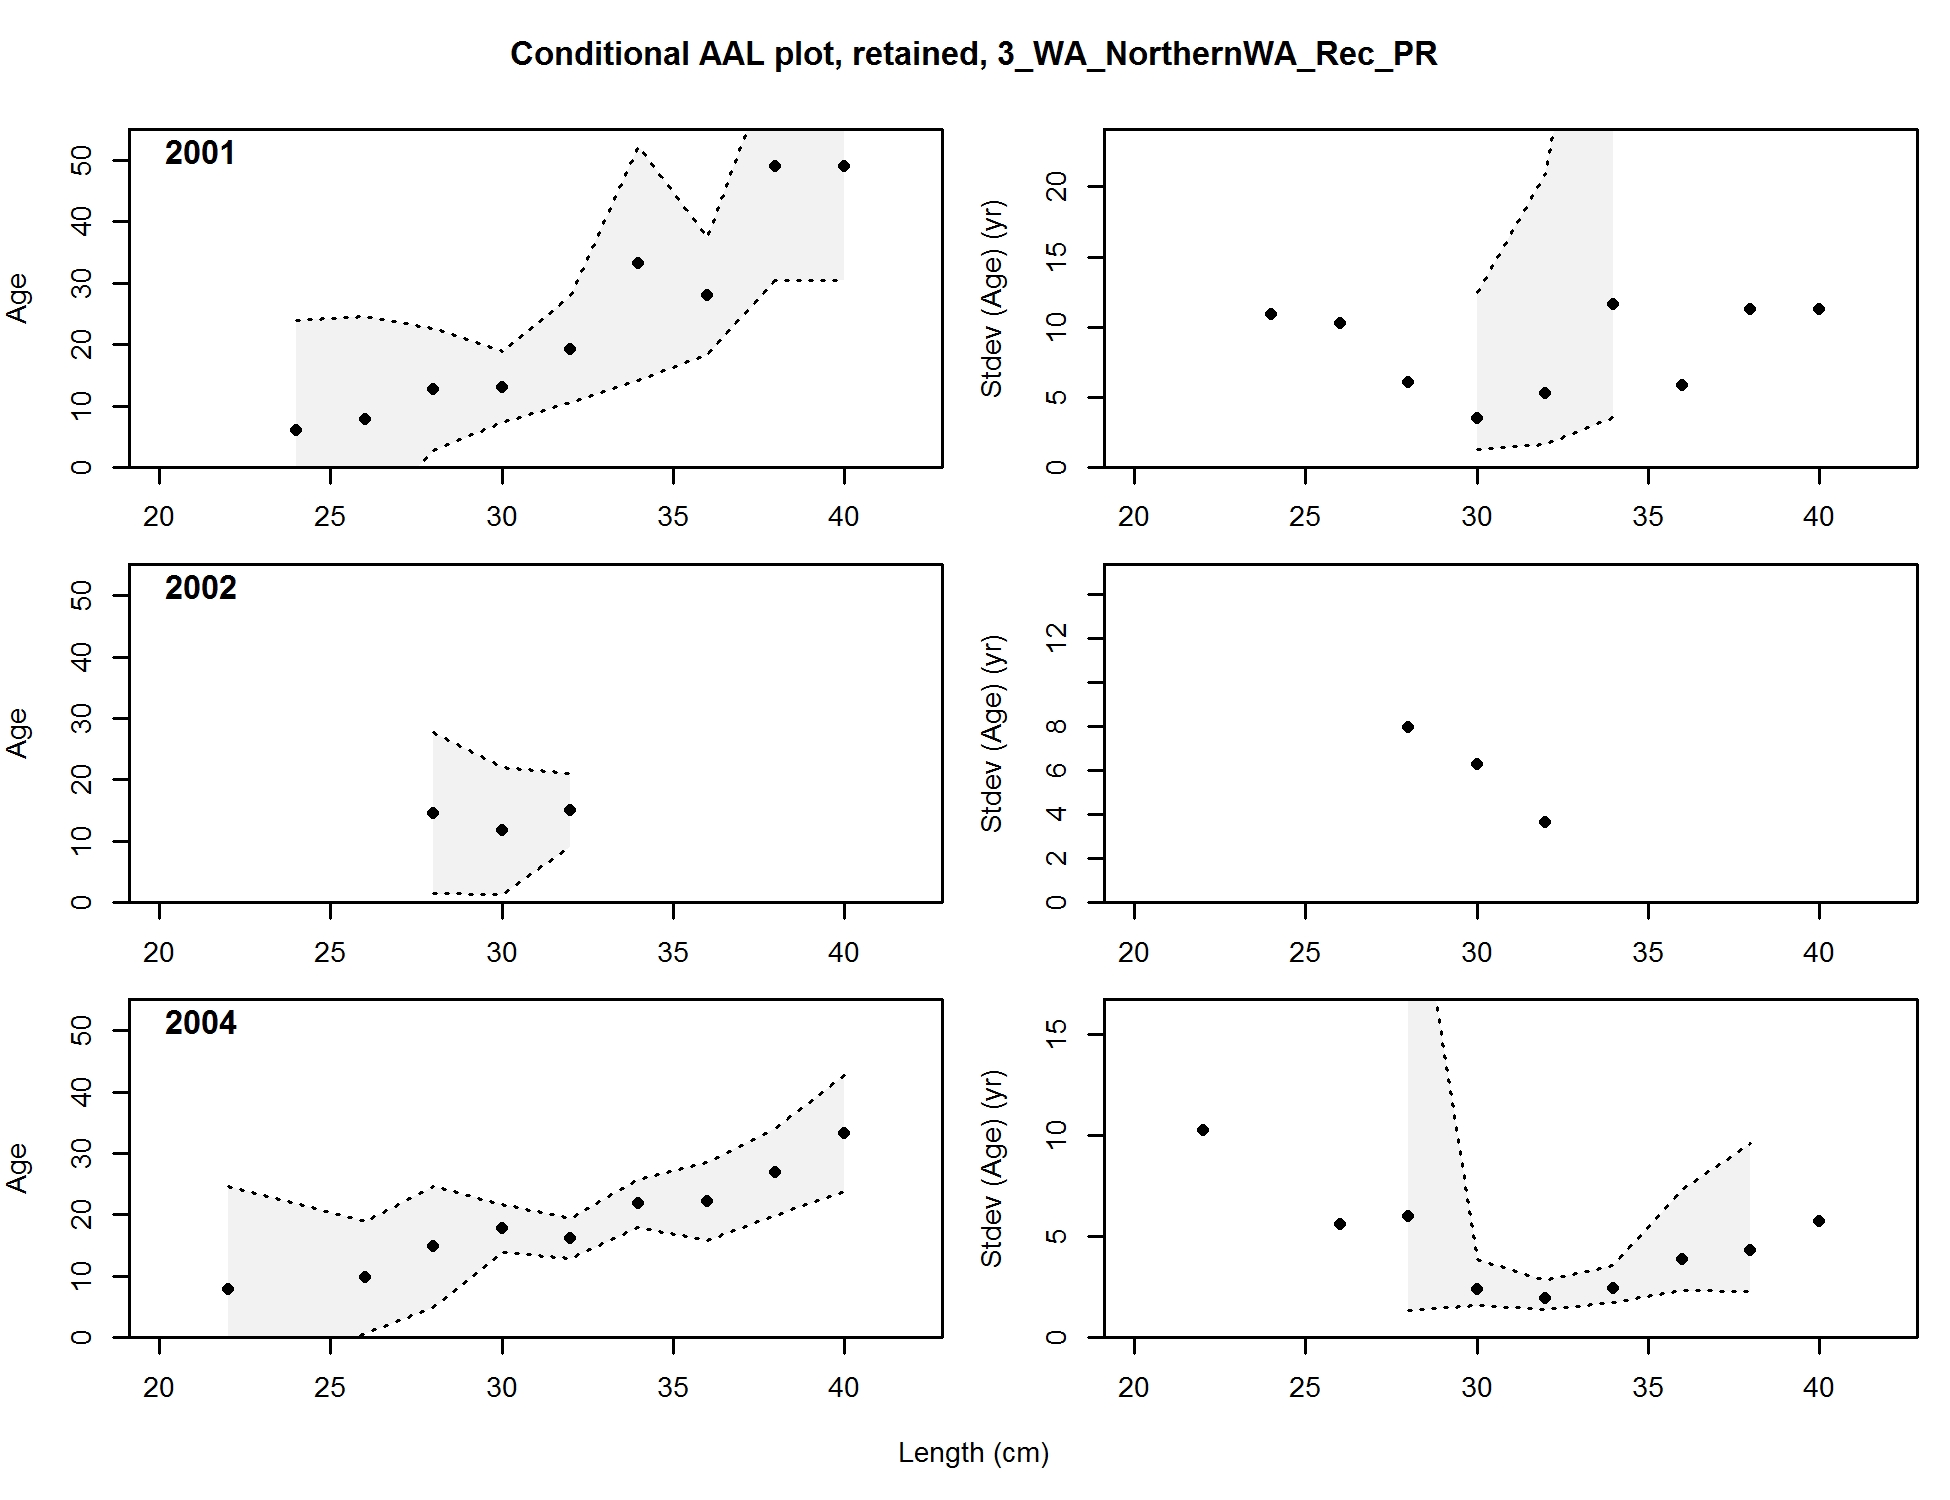 Conditional AAL plot, retained, 3_WA_NorthernWA_Rec_PR
2001
Age
0 10 20 30 40 50
20 25 30 35 40
Stdev (Age) (yr)
0 5 10 15 20
20 25 30 35 40
2002
Age
0 10 20 30 40 50
20 25 30 35 40
Stdev (Age) (yr)
0 2 4 6 8 12
20 25 30 35 40
2004
Age
0 10 20 30 40 50
20 25 30 35 40
Stdev (Age) (yr)
0 5 10 15
20 25 30 35 40
Length (cm)